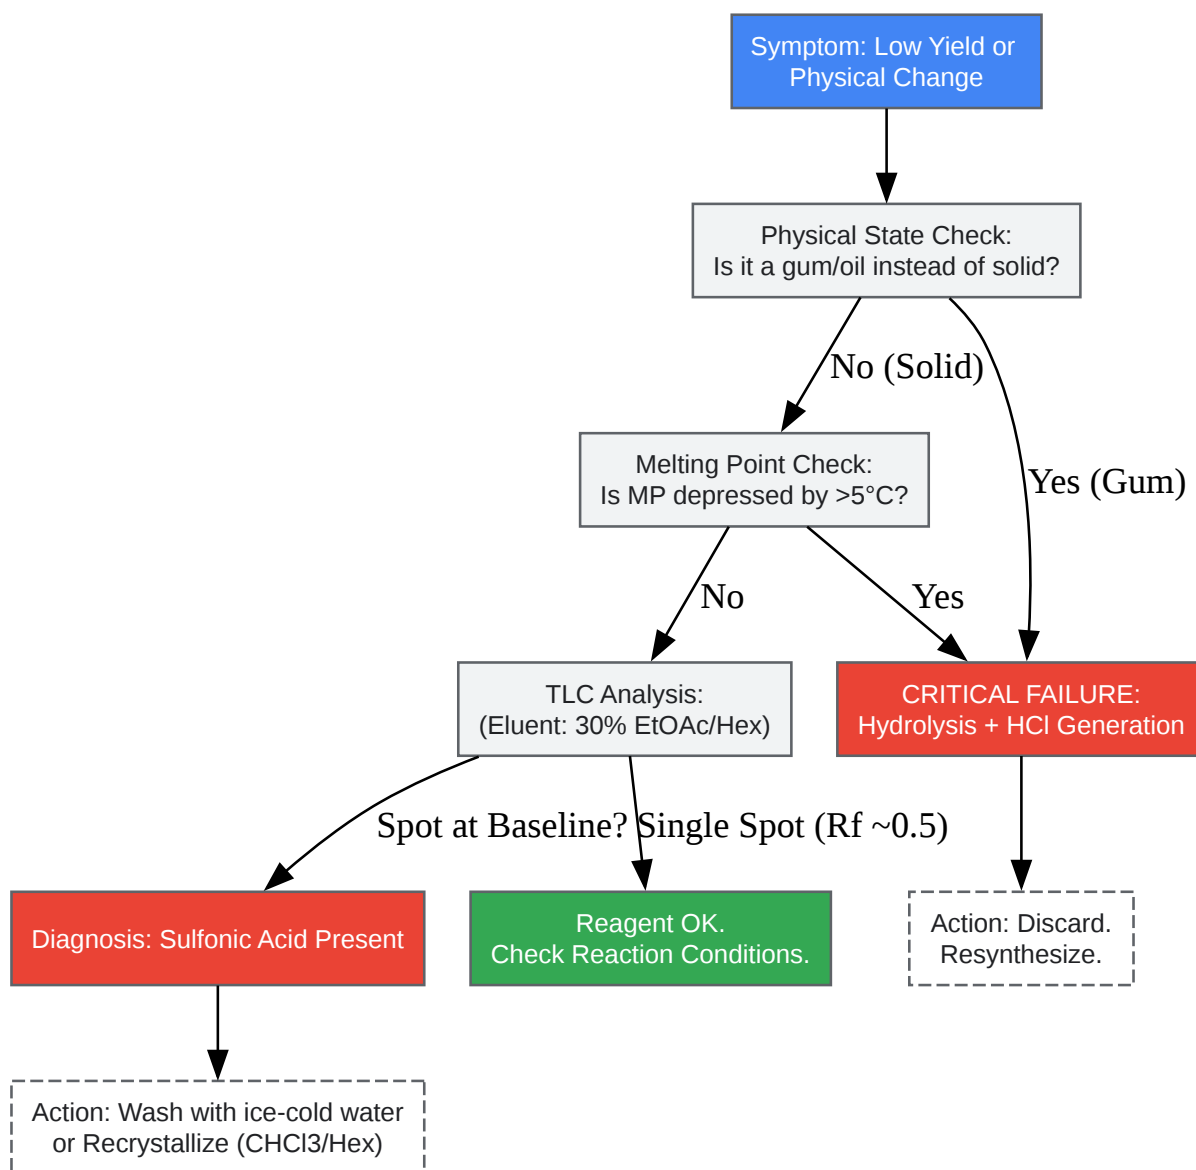 Symptom: Low Yield or
Physical Change
Physical State Check:
Is it a gum/oil instead of solid?
No (Solid)
Yes (Gum)
Melting Point Check:
Is MP depressed by >5°C?
No
Yes
TLC Analysis:
(Eluent: 30% EtOAc/Hex)
CRITICAL FAILURE:
Hydrolysis + HCl Generation
Spot at Baseline?
Single Spot (Rf ~0.5)
Diagnosis: Sulfonic Acid Present
Reagent OK.
Check Reaction Conditions.
Action: Discard.
Resynthesize.
Action: Wash with ice-cold water
or Recrystallize (CHCl3/Hex)